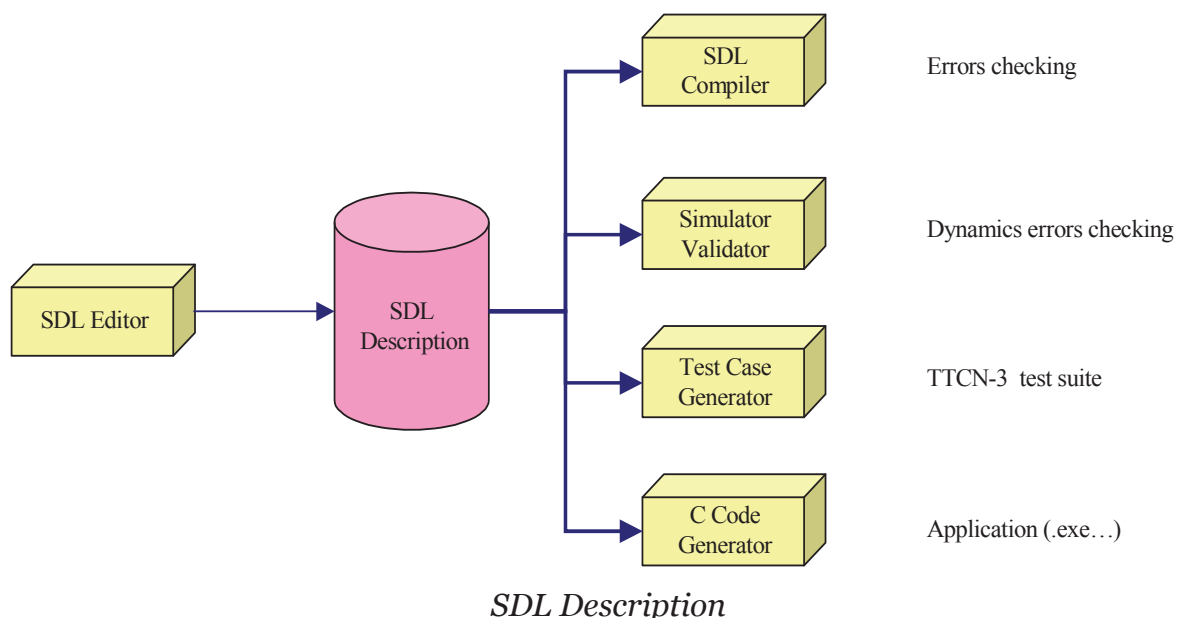 SDL
Compiler
Errors checking
Simulator
Validator
Dynamics errors checking
SDL Editor
SDL
Description
Test Case
Generator
TTCN-3 test suite
C Code
Generator
Application (.exe…)
SDL Description